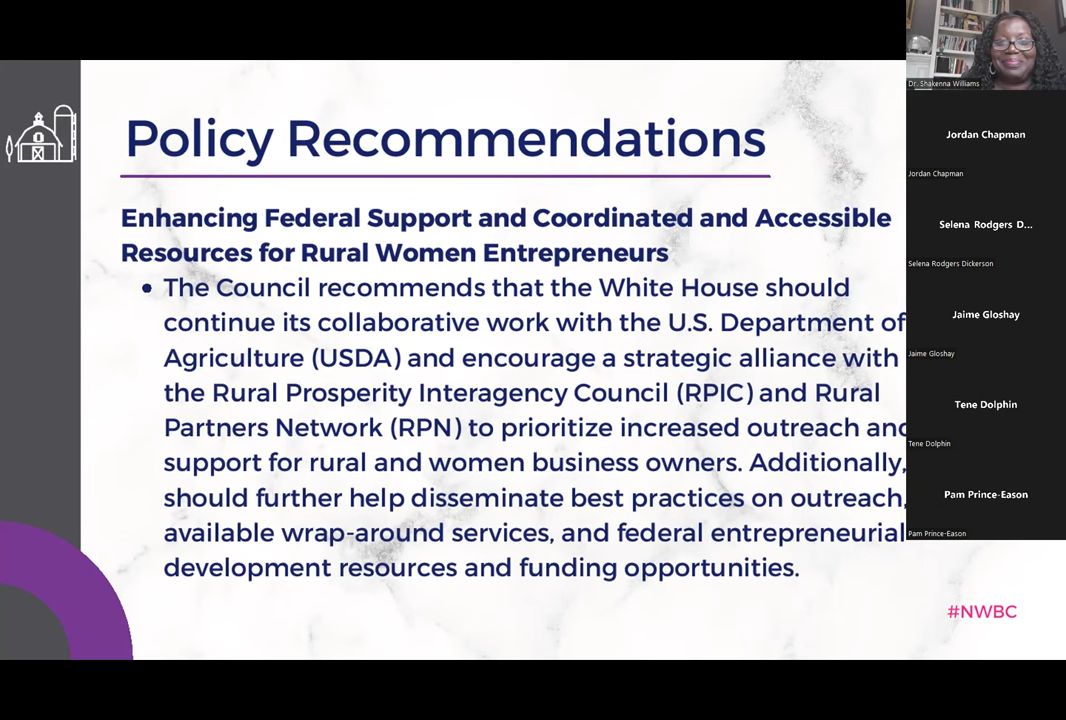 Policy Recommendations
Enhancing Federal Support and Coordinated and Accessible
Resources for Rural Women Entrepreneurs
• The Council recommends that the White House should
continue its collaborative work with the U.S. Department of
Agriculture (USDA) and encourage a strategic alliance with
the Rural Prosperity Interagency Council (RPIC) and Rural
Partners Network (RPN) to prioritize increased outreach and
support for rural and women business owners. Additionally,
should further help disseminate best practices on outreach,
available wrap-around services, and federal entrepreneurial
development resources and funding opportunities.
#NWBC
Dr. Shakenna Williams
Jordan Chapman
Jordan Chapman
Selena Rodgers D...
Selena Rodgers Dickerson
Jaime Gloshay
Jaime Gloshay
Tene Dolphin
Tene Dolphin
Pam Prince-Eason
Pam Prince-Eason